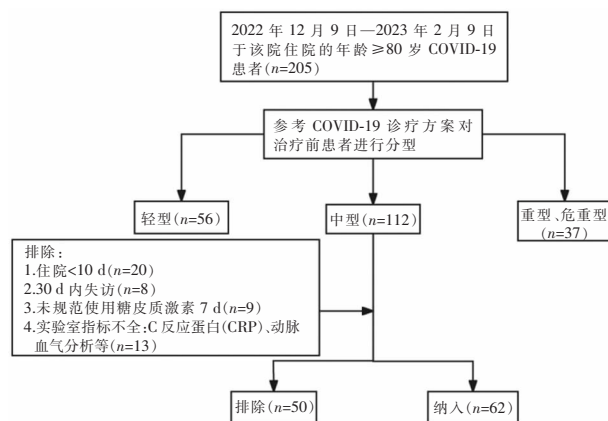 2022 年 12 月 9 日—2023 年 2 月 9 日
于该院住院的年龄≥80 岁 COVID-19
患者(n=205)
参考 COVID-19 诊疗方案对
治疗前患者进行分型
轻型(n=56)
中型(n=112)
重型、危重型
(n=37)
排除：
1.住院<10 d(n=20)
2.30 d 内失访(n=8)
3.未规范使用糖皮质激素 7 d(n=9)
4.实验室指标不全:C 反应蛋白(CRP)、动脉
血气分析等(n=13)
排除(n=50)
纳入(n=62)